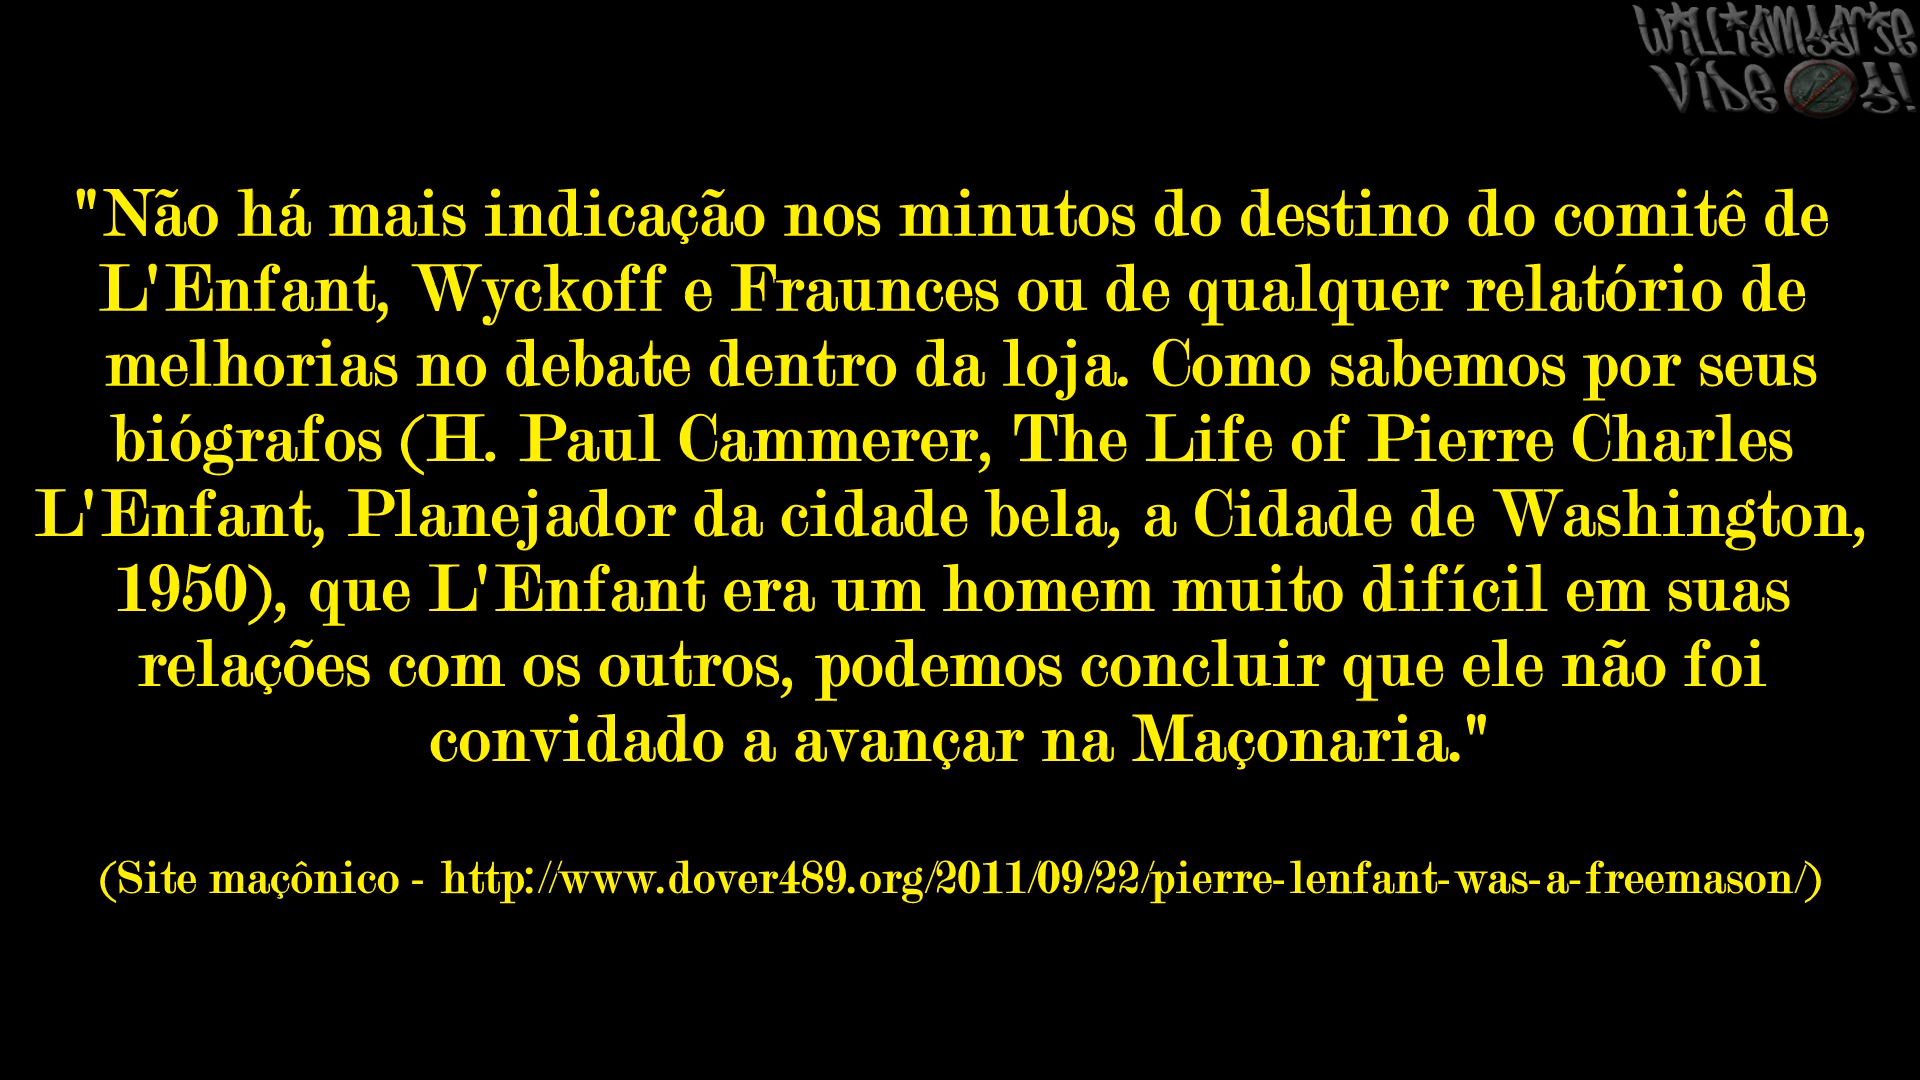 WILLIAMSARIE
VIDEOS!
"Não há mais indicação nos minutos do destino do comitê de
L'Enfant, Wyckoff e Fraunces ou de qualquer relatório de
melhorias no debate dentro da loja. Como sabemos por seus
biógrafos (H. Paul Cammerer, The Life of Pierre Charles
L'Enfant, Planejador da cidade bela, a Cidade de Washington,
1950), que L'Enfant era um homem muito difícil em suas
relações com os outros, podemos concluir que ele não foi
convidado a avançar na Maçonaria."
(Site maçônico - http://www.dover489.org/2011/09/22/pierre-lenfant-was-a-freemason/)